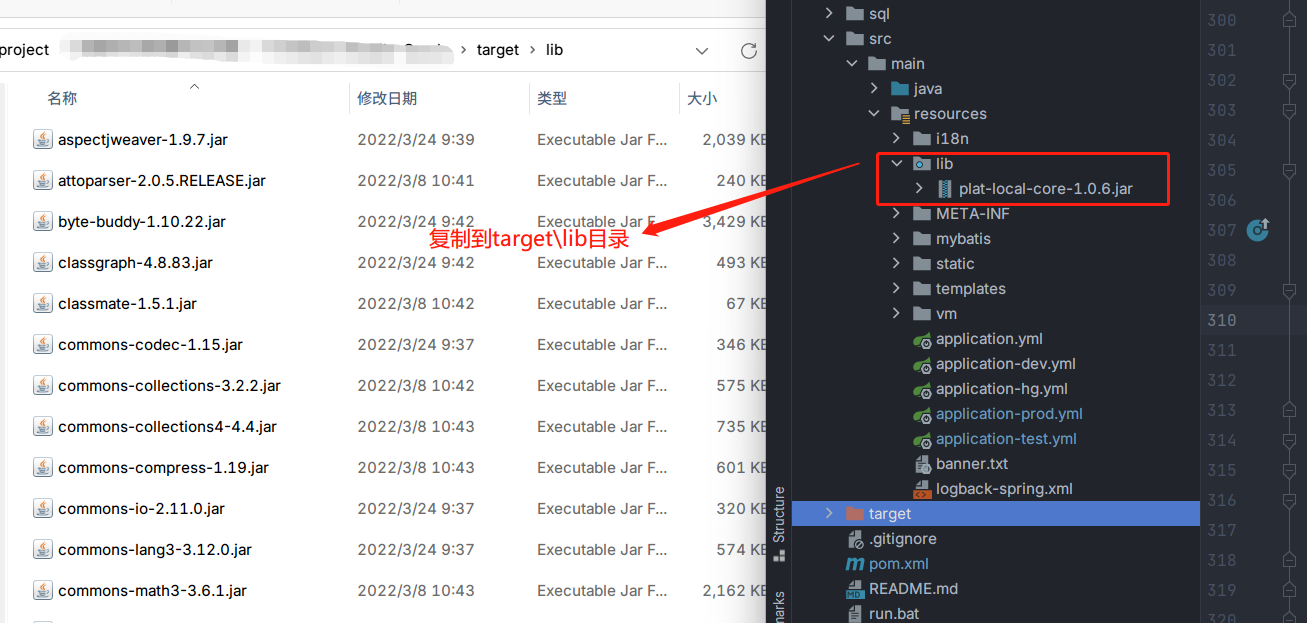 project
target
lib
名称
修改日期
类型
大小
aspectjweaver-1.9.7.jar 2022/3/24 9:39 Executable Jar F... 2,039 KB
attoparser-2.0.5.RELEASE.jar 2022/3/8 10:41 Executable Jar F... 240 KB
byte-buddy-1.10.22.jar 2022/3/24 9:42 Executable Jar F... 3,429 KB
classgraph-4.8.83.jar 2022/3/24 9:42 Executable Jar F... 493 KB
classmate-1.5.1.jar 2022/3/8 10:42 Executable Jar F... 67 KB
commons-codec-1.15.jar 2022/3/24 9:37 Executable Jar F... 346 KB
commons-collections-3.2.2.jar 2022/3/8 10:42 Executable Jar F... 575 KB
commons-collections4-4.4.jar 2022/3/8 10:43 Executable Jar F... 735 KB
commons-compress-1.19.jar 2022/3/8 10:43 Executable Jar F... 601 KB
commons-io-2.11.0.jar 2022/3/24 9:37 Executable Jar F... 320 KB
commons-lang3-3.12.0.jar 2022/3/24 9:37 Executable Jar F... 574 KB
commons-math3-3.6.1.jar 2022/3/8 10:43 Executable Jar F... 2,162 KB
复制到target\lib目录
sql
src
main
java
resources
i18n
lib
plat-local-core-1.0.6.jar
META-INF
mybatis
static
templates
vm
application.yml
application-dev.yml
application-hg.yml
application-prod.yml
application-test.yml
banner.txt
logback-spring.xml
target
.gitignore
pom.xml
README.md
run.bat
Structure
marks
300
301
302
303
304
305
306
307
308
309
310
311
312
313
314
315
316
317
318
319
320